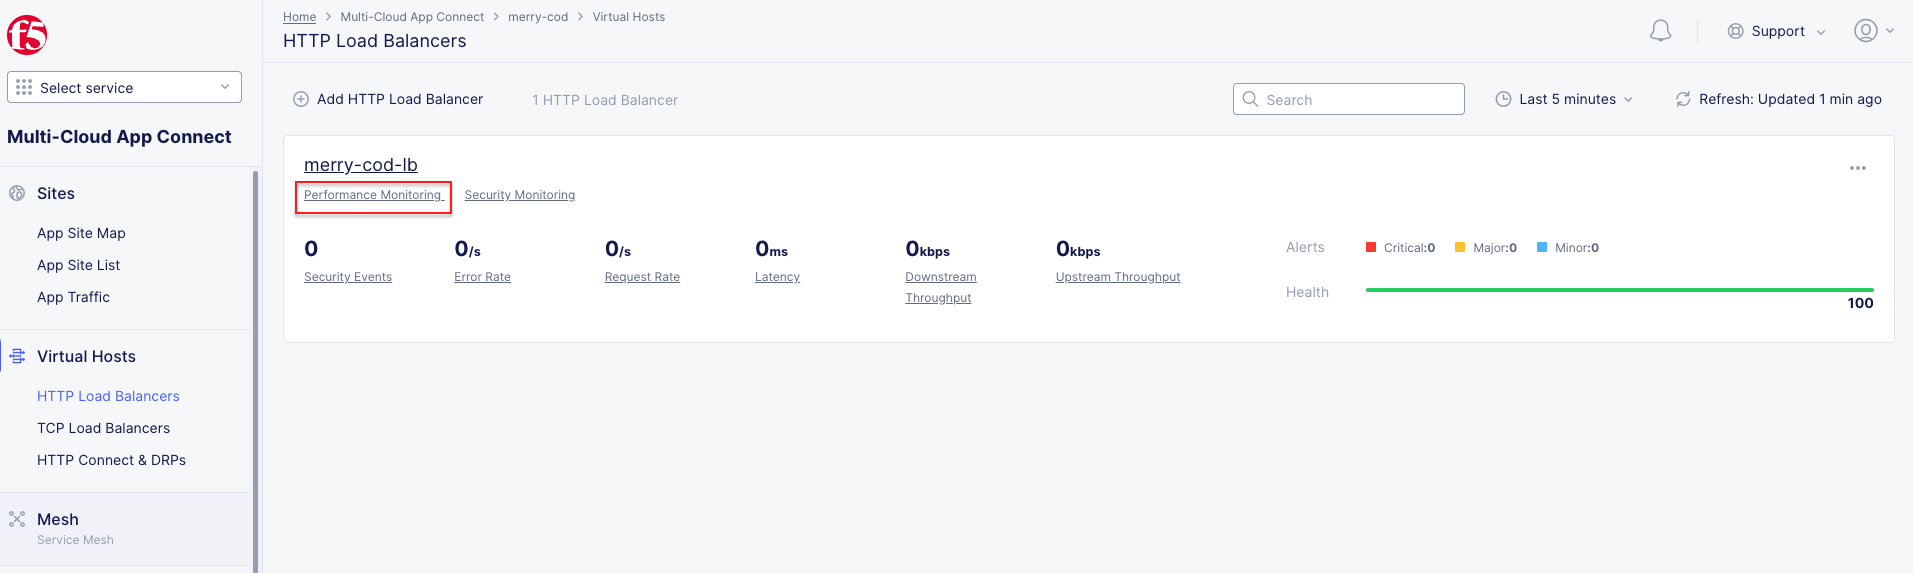 f5
Select service
Multi-Cloud App Connect
Sites
App Site Map
App Site List
App Traffic
Virtual Hosts
HTTP Load Balancers
TCP Load Balancers
HTTP Connect & DRPs
Mesh
Service Mesh
Home > Multi-Cloud App Connect > merry-cod > Virtual Hosts
HTTP Load Balancers
Support
Add HTTP Load Balancer 1 HTTP Load Balancer
Search
Last 5 minutes
Refresh: Updated 1 min ago
merry-cod-lb
Performance Monitoring Security Monitoring
0 0/s 0/s 0ms 0kbps 0kbps
Security Events Error Rate Request Rate Latency Downstream Upstream Throughput
Throughput
Alerts Critical:0 Major:0 Minor:0
Health
100